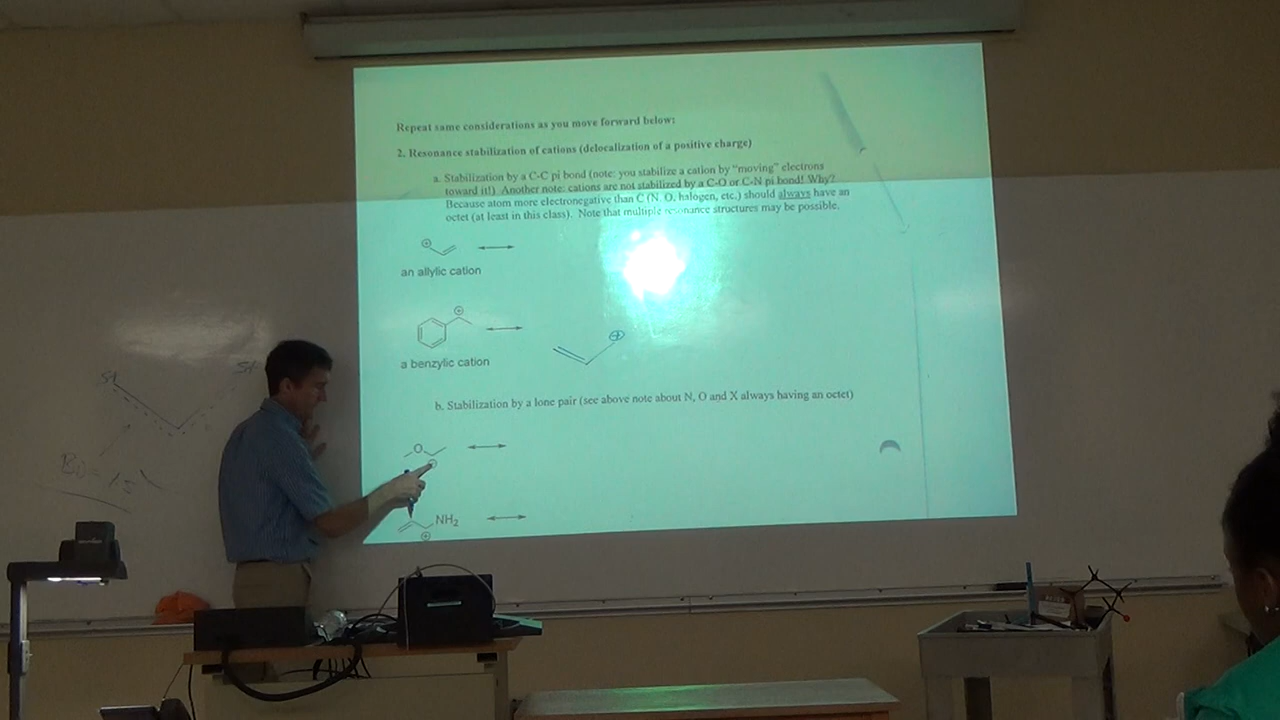 Repeat same considerations as you move forward below:
2. Resonance stabilization of cations (delocalization of a positive charge)
a. Stabilization by a C-C pi bond (note: you stabilize a cation by “moving” electrons
toward it!) Another note: cations are not stabilized by a C-O or C-N pi bond! Why?
Because atom more electronegative than C (N, O, halogen, etc.) should always have an
octet (at least in this class). Note that multiple resonance structures may be possible.
⊕
an allylic cation
⊕
⊕
a benzylic cation
b. Stabilization by a lone pair (see above note about N, O and X always having an octet)
O
NH₂
⊕